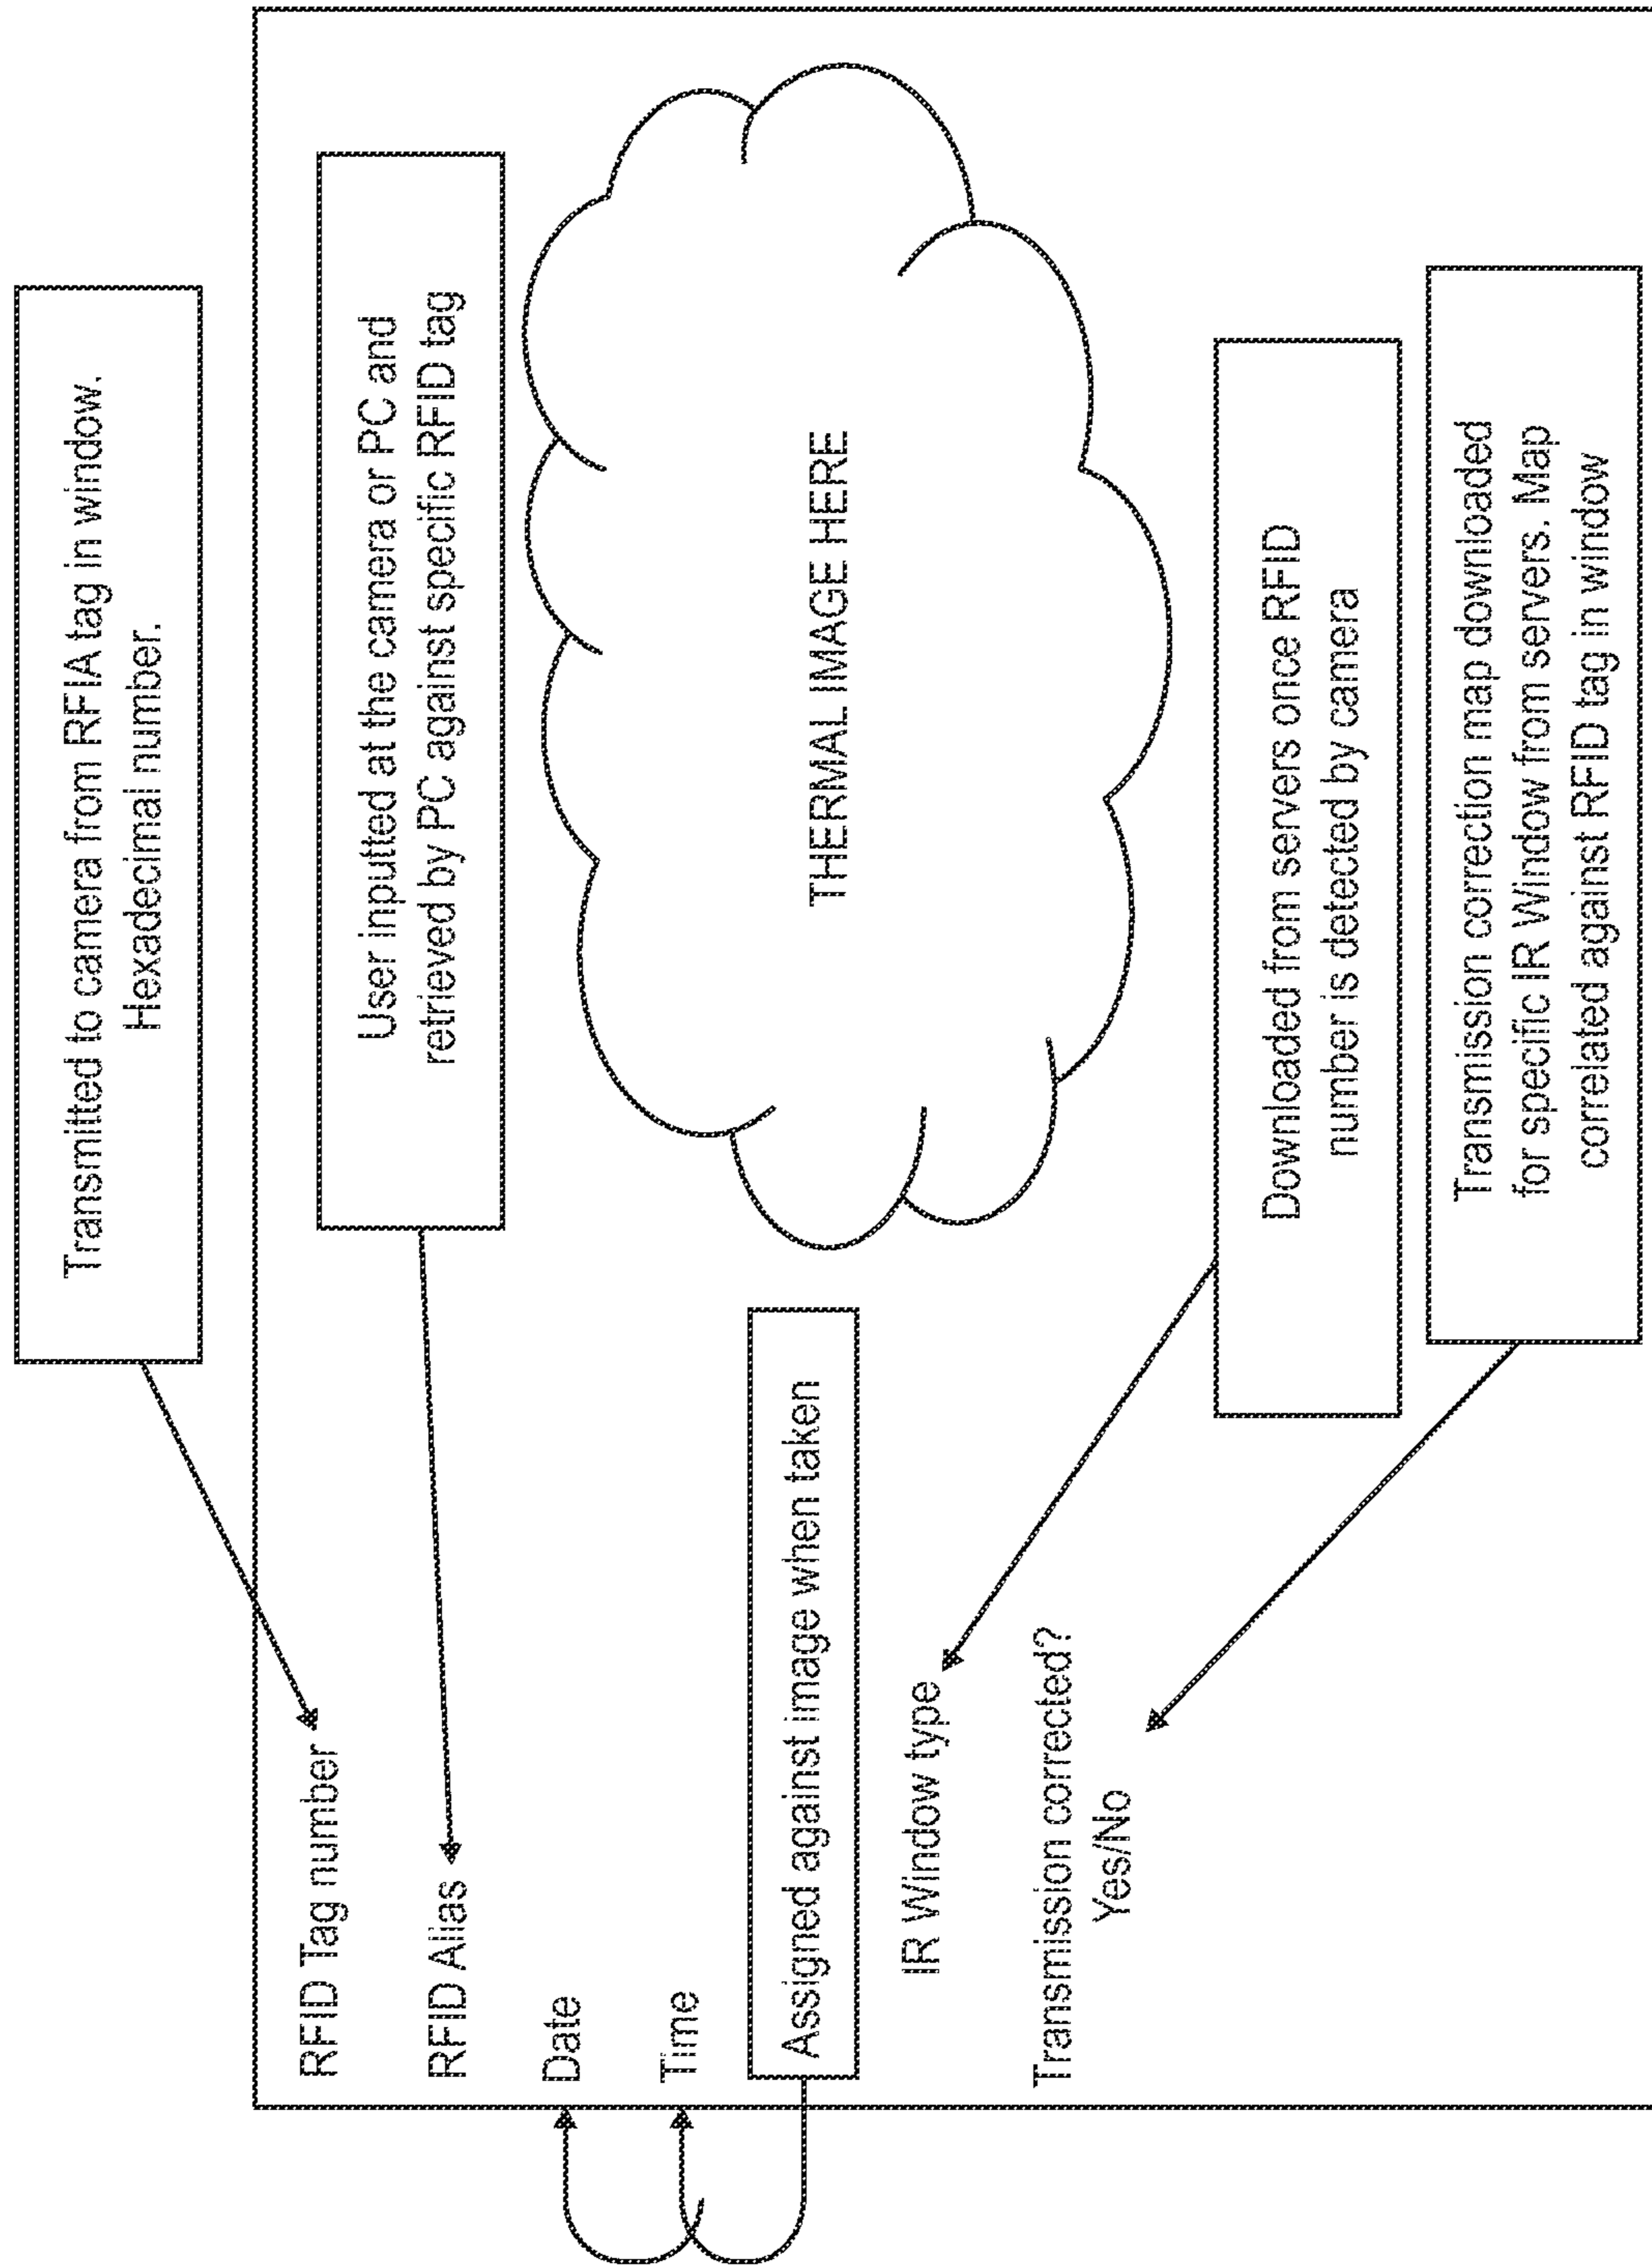 Transmitted to camera from RFIA tag in window.
Hexadecimal number.
RFID Tag number
User inputted at the camera or PC and
retrieved by PC against specific RFID tag
RFID Alias
Date
Time
Assigned against image when taken
THERMAL IMAGE HERE
IR Window type
Downloaded from servers once RFID
number is detected by camera
Transmission corrected?
Yes/No
Transmission correction map downloaded
for specific IR Window from servers. Map
correlated against RFID tag in window